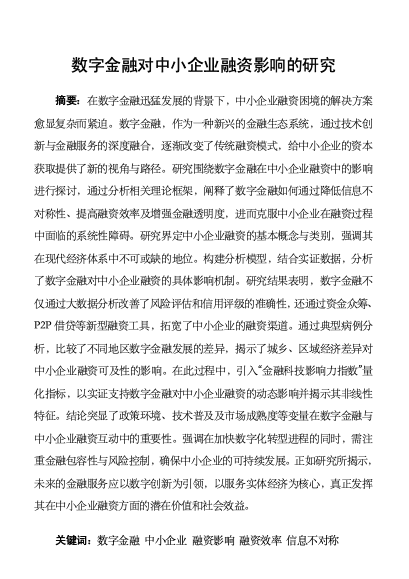 数字金融对中小企业融资影响的研究
摘要：在数字金融迅猛发展的背景下，中小企业融资困境的解决方案
愈显复杂而紧迫。数字金融，作为一种新兴的金融生态系统，通过技术创
新与金融服务的深度融合，逐渐改变了传统融资模式，给中小企业的资本
获取提供了新的视角与路径。研究围绕数字金融在中小企业融资中的影响
进行探讨，通过分析相关理论框架，阐释了数字金融如何通过降低信息不
对称性、提高融资效率及增强金融透明度，进而克服中小企业在融资过程
中面临的系统性障碍。研究界定中小企业融资的基本概念与类别，强调其
在现代经济体系中不可或缺的地位。构建分析模型，结合实证数据，分析
了数字金融对中小企业融资的具体影响机制。研究结果表明，数字金融不
仅通过大数据分析改善了风险评估和信用评级的准确性，还通过资金众筹、
P2P 借贷等新型融资工具，拓宽了中小企业的融资渠道。通过典型案例分
析，比较了不同地区数字金融发展的差异，揭示了城乡、区域经济差异对
中小企业融资可及性的影响。在此过程中，引入“金融科技影响力指数”量
化指标，以实证支持数字金融对中小企业融资的动态影响并揭示其非线性
特征。结论突显了政策环境、技术普及及市场成熟度等变量在数字金融与
中小企业融资互动中的重要性。强调在加快数字化转型进程的同时，需注
重金融包容性与风险控制，确保中小企业的可持续发展。正如研究所揭示，
未来的金融服务应以数字创新为引领，以服务实体经济为核心，真正发挥
其在中小企业融资方面的潜在价值和社会效益。
关键词：数字金融 中小企业 融资影响 融资效率 信息不对称